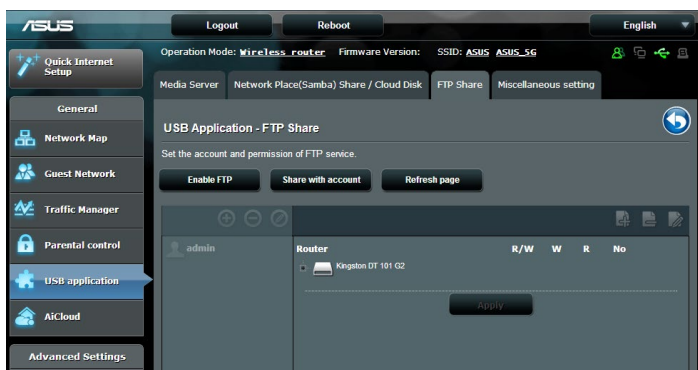 ASUS Logout Reboot English
Quick Internet Setup
Operation Mode: Wireless router Firmware Version: SSID: ASUS ASUS_5G
Media Server Network Place(Samba) Share / Cloud Disk FTP Share Miscellaneous setting
General
Network Map
Guest Network
Traffic Manager
Parental control
USB application
AiCloud
Advanced Settings
USB Application - FTP Share
Set the account and permission of FTP service.
Enable FTP Share with account Refresh page
admin
Router R/W W R No
Kingston DT 101 G2
Apply